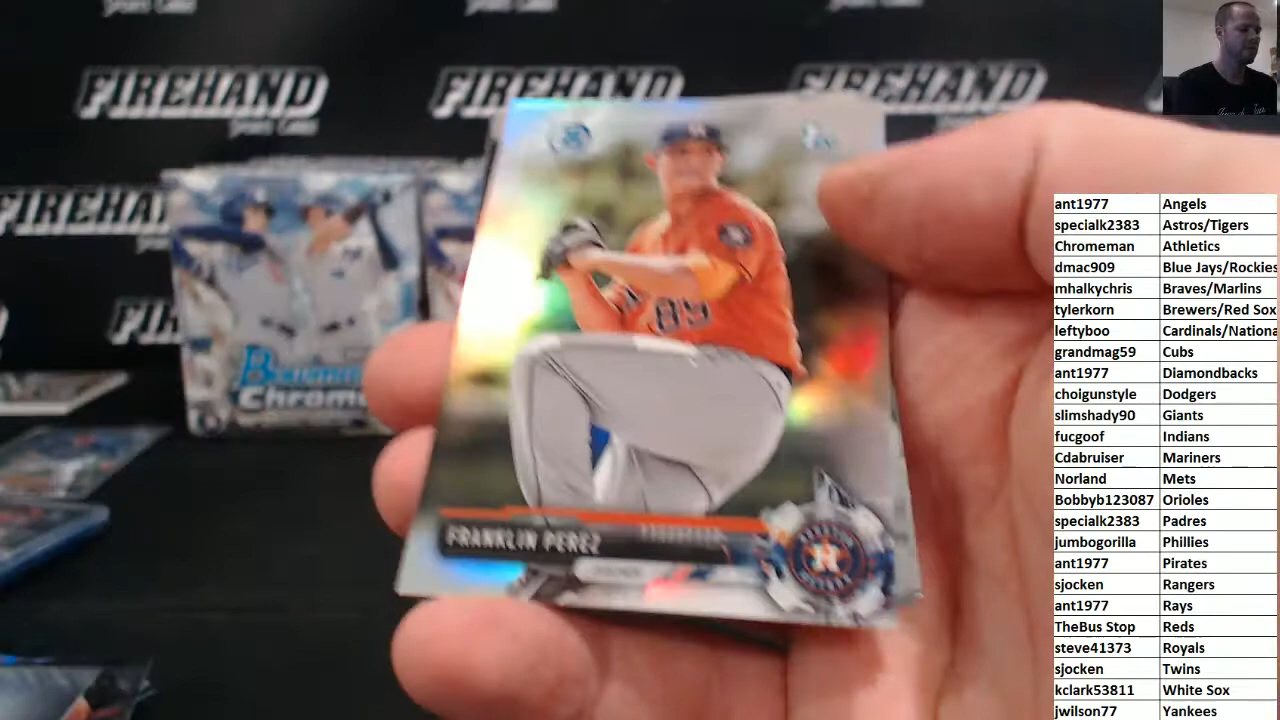 FIREHAND
FIREHAND
FIREHAND
FIREHAND
Bowman
Chrome
89
FRANKLIN PEREZ
ant1977 Angels
specialk2383 Astros/Tigers
Chromeman Athletics
dmac909 Blue Jays/Rockies
mhalkychris Braves/Marlins
tylerkorn Brewers/Red Sox
leftyboo Cardinals/Nationa
grandmag59 Cubs
ant1977 Diamondbacks
choigunstyle Dodgers
slimshady90 Giants
fucgoof Indians
Cdabruiser Mariners
Norland Mets
Bobbyb123087 Orioles
specialk2383 Padres
jumbogorilla Phillies
ant1977 Pirates
sjocken Rangers
ant1977 Rays
TheBus Stop Reds
steve41373 Royals
sjocken Twins
kclark53811 White Sox
jwilson77 Yankees